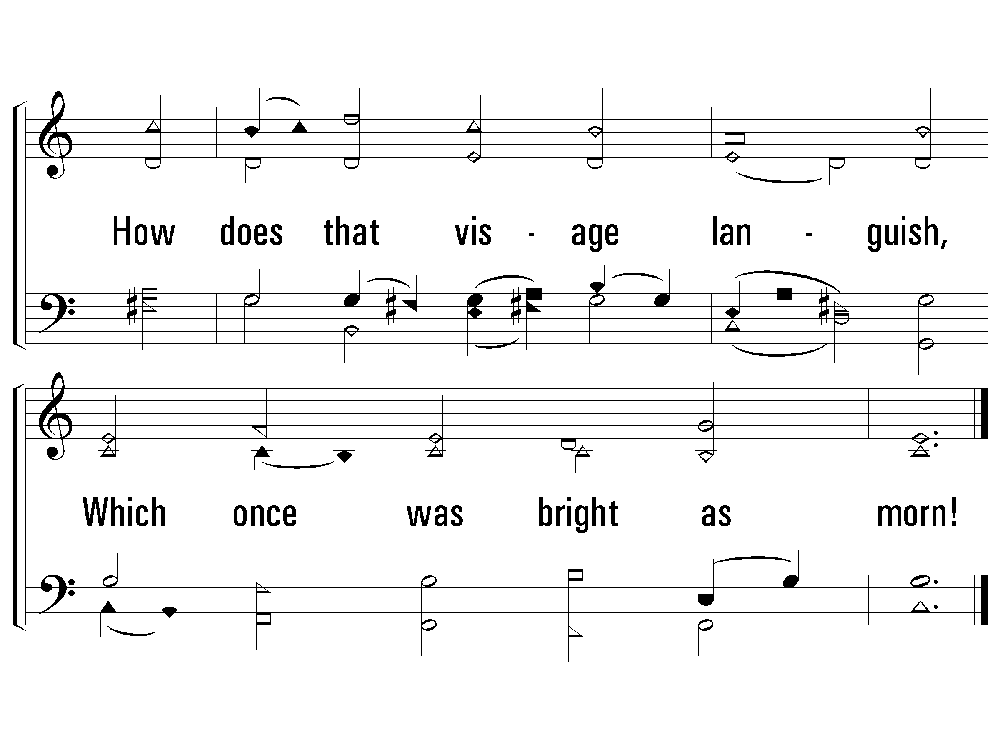 How does that vis - age lan - guish,
Which once was bright as morn!